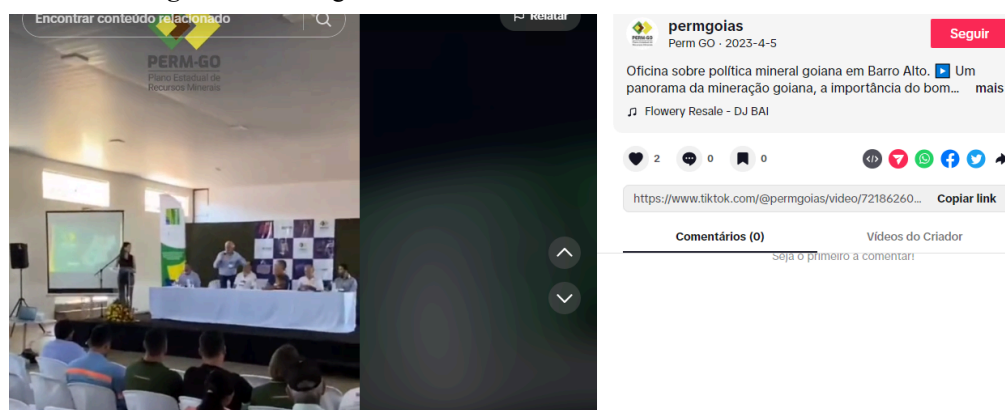 Encontrar conteúdo relacionado
Relatar
PERM-GO
Plano Estadual de
Recursos Minerais
permgoias
Perm GO · 2023-4-5
Seguir
Oficina sobre política mineral goiana em Barro Alto. ▶ Um
panorama da mineração goiana, a importância do bom... mais
Flowery Resale - DJ BAI
2
0
0
https://www.tiktok.com/@permgoias/video/72186260...
Copiar link
Comentários (0)
Vídeos do Criador
Seja o primeiro a comentar!